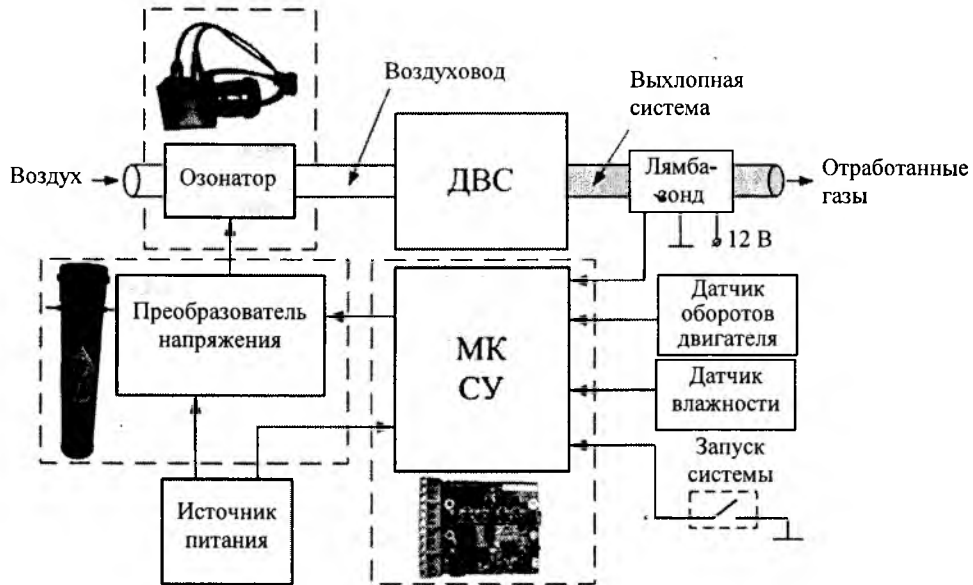 Воздуховод
Выхлопная
система
Воздух
Озонатор
ДВС
Лямбда-
зонд
Отработанные
газы
12 В
Преобразователь
напряжения
МК
СУ
Датчик
оборотов
двигателя
Датчик
влажности
Запуск
системы
Источник
питания